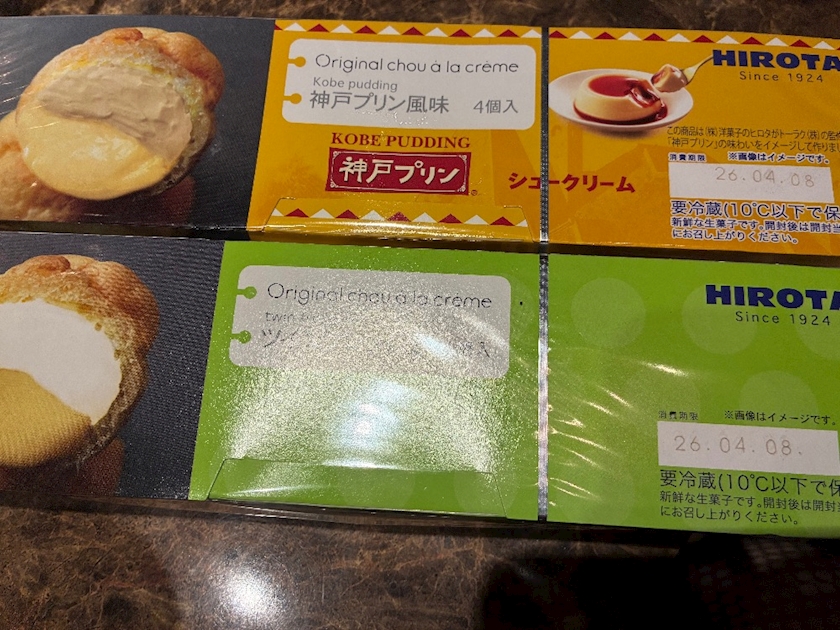 Original chou à la crème
Kobe pudding
神戸プリン風味 4個入
KOBE PUDDING
神戸プリン
シュークリーム
HIROTA
Since 1924
この商品は(株)洋菓子のヒロタがトーラク(株)の監
「神戸プリン」の味わいをイメージして作りまし
消費期限 ※画像はイメージです。
26.04.08
要冷蔵(10℃以下で保
新鮮な生菓子です。開封後は開封当
にお召し上がりください。
Original chou à la crème
twin
ツ
入
HIROTA
Since 1924
消費期限 ※画像はイメージです。
26.04.08.
要冷蔵(10℃以下で保
新鮮な生菓子です。開封後は開封当
にお召し上がりください。